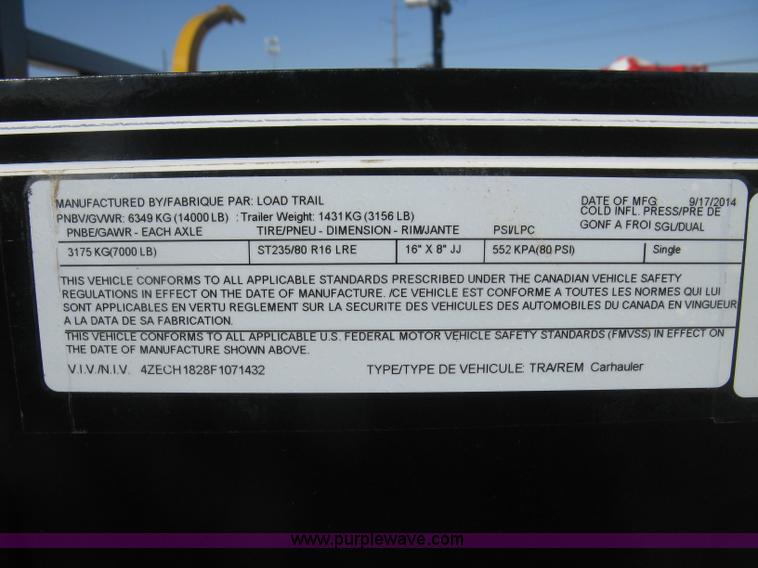 MANUFACTURED BY/FABRIQUE PAR: LOAD TRAIL DATE OF MFG 9/17/2014
PNBV/GVWR: 6349 KG (14000 LB) : Trailer Weight: 1431 KG (3156 LB) COLD INFL. PRESS/PRE DE
PNBE/GAWR - EACH AXLE TIRE/PNEU - DIMENSION - RIM/JANTE PSI/LPC GONF A FROI SGL/DUAL
3175 KG(7000 LB) ST235/80 R16 LRE 16" X 8" JJ 552 KPA(80 PSI) Single
THIS VEHICLE CONFORMS TO ALL APPLICABLE STANDARDS PRESCRIBED UNDER THE CANADIAN VEHICLE SAFETY
REGULATIONS IN EFFECT ON THE DATE OF MANUFACTURE. /CE VEHICLE EST CONFORME A TOUTES LES NORMES QUI LUI
SONT APPLICABLES EN VERTU REGLEMENT SUR LA SECURITE DES VEHICULES DES AUTOMOBILES DU CANADA EN VINGUEUR
A LA DATA DE SA FABRICATION.
THIS VEHICLE CONFORMS TO ALL APPLICABLE U.S. FEDERAL MOTOR VEHICLE SAFETY STANDARDS (FMVSS) IN EFFECT ON
THE DATE OF MANUFACTURE SHOWN ABOVE.
V.I.V./N.I.V. 4ZECH1828F1071432 TYPE/TYPE DE VEHICULE: TRA/REM Carhauler
www.purplewave.com